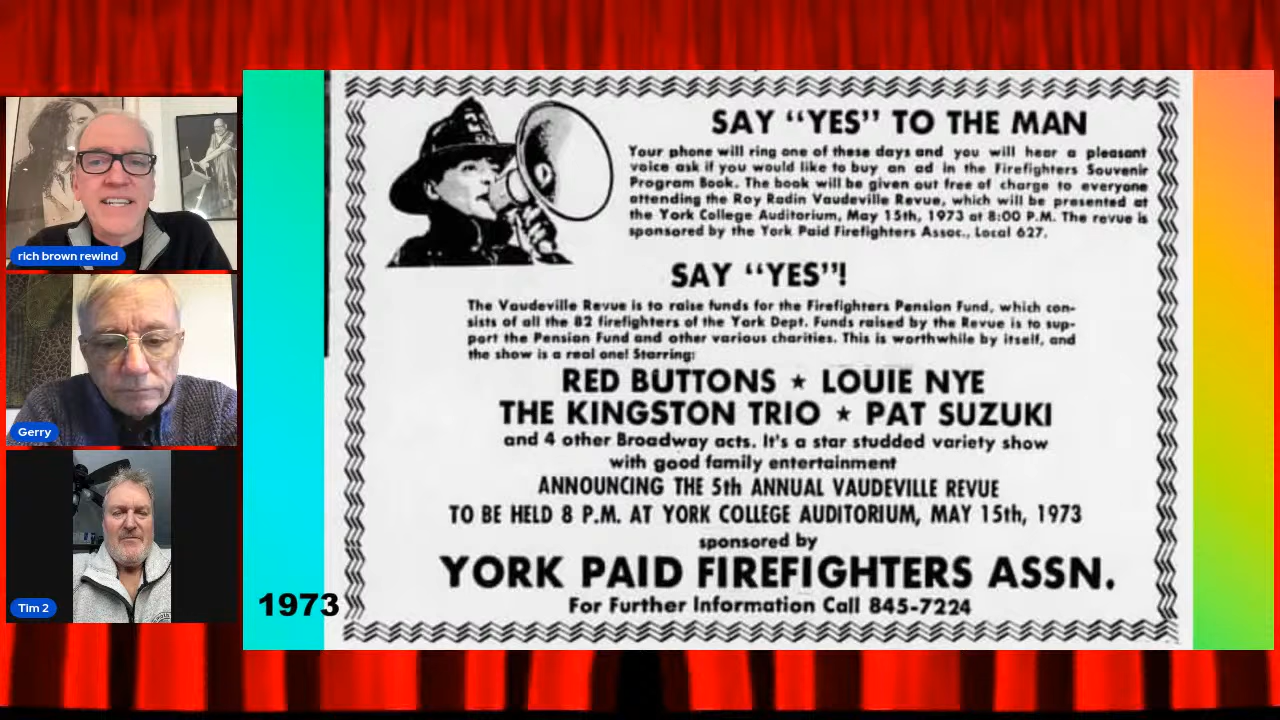 rich brown rewind
Gerry
Tim 2
1973
SAY “YES” TO THE MAN
Your phone will ring one of these days and you will hear a pleasant
voice ask if you would like to buy an ad in the Firefighters Souvenir
Program Book. The book will be given out free of charge to everyone
attending the Roy Radin Vaudeville Revue, which will be presented at
the York College Auditorium, May 15th, 1973 at 8:00 P.M. The revue is
sponsored by the York Paid Firefighters Assoc., Local 627.
SAY “YES”!
The Vaudeville Revue is to raise funds for the Firefighters Pension Fund, which con-
sists of all the 82 firefighters of the York Dept. Funds raised by the Revue is to sup-
port the Pension Fund and other various charities. This is worthwhile by itself, and
the show is a real one! Starring:
RED BUTTONS ★ LOUIE NYE
THE KINGSTON TRIO ★ PAT SUZUKI
and 4 other Broadway acts. It's a star studded variety show
with good family entertainment
ANNOUNCING THE 5th ANNUAL VAUDEVILLE REVUE
TO BE HELD 8 P.M. AT YORK COLLEGE AUDITORIUM, MAY 15th, 1973
sponsored by
YORK PAID FIREFIGHTERS ASSN.
For Further Information Call 845-7224